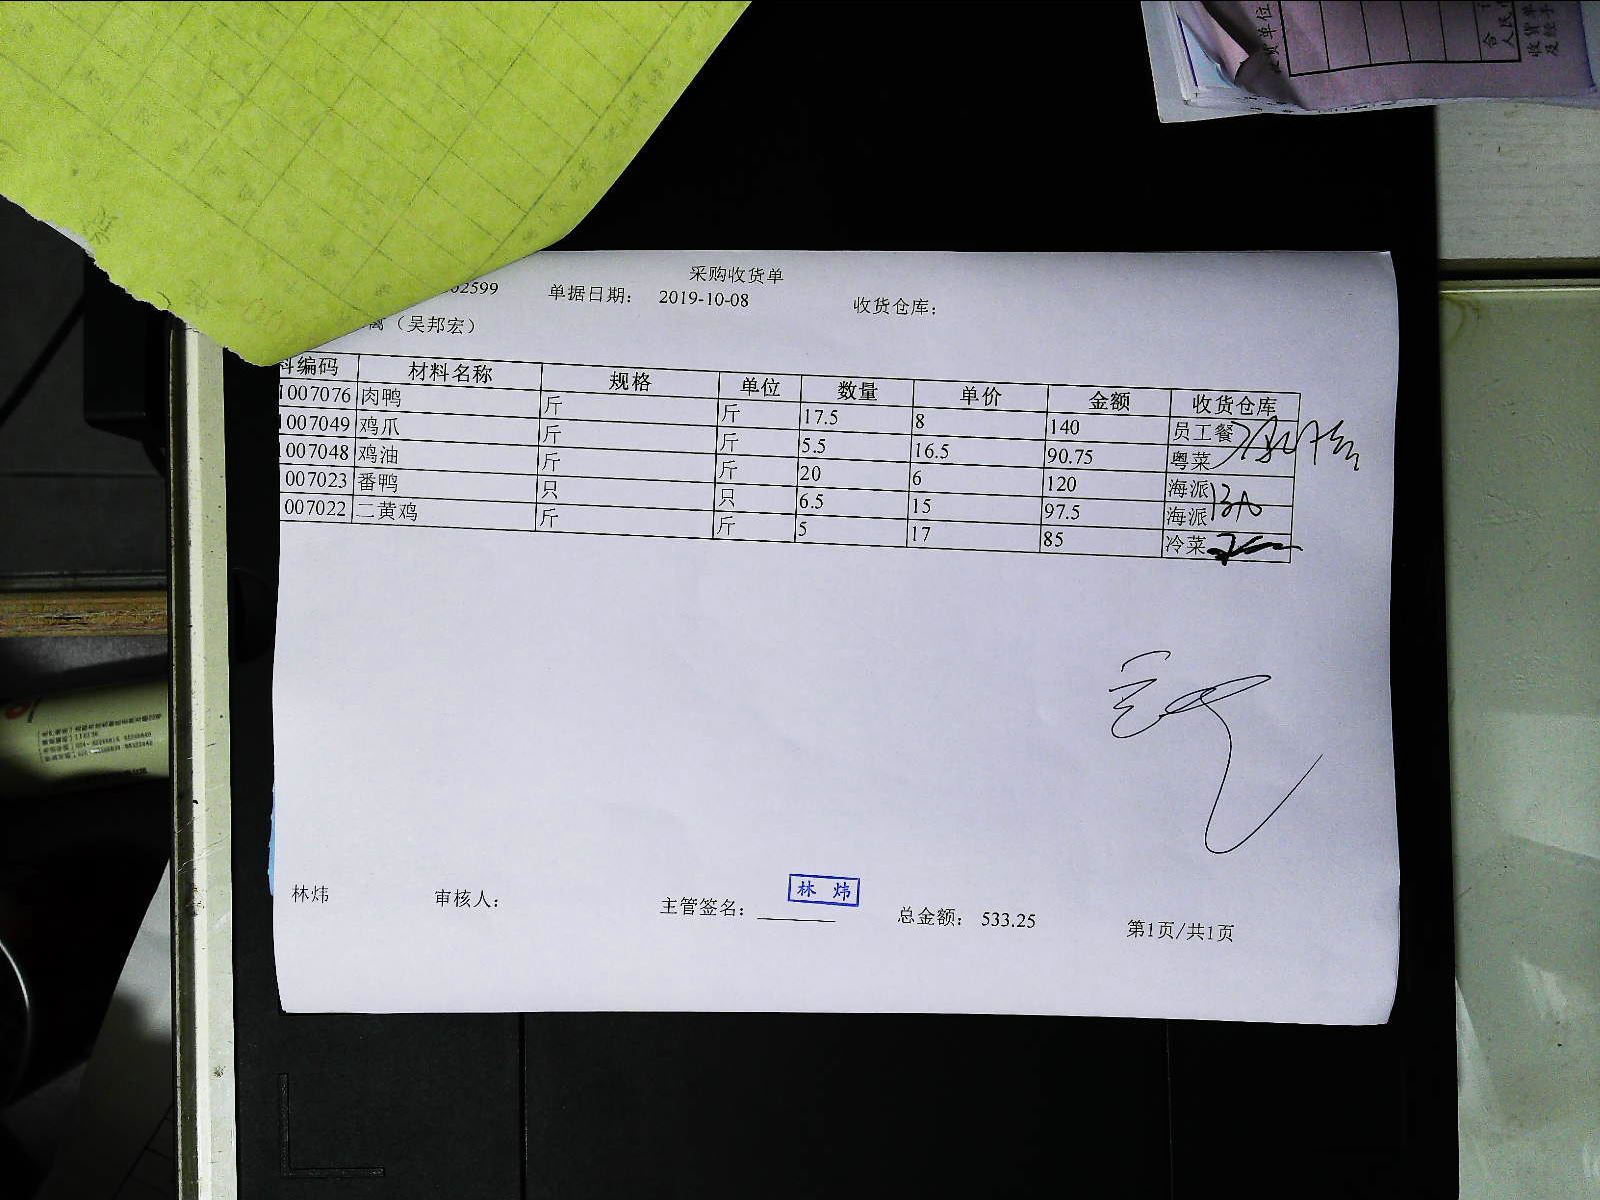 采购收货单
02599 单据日期： 2019-10-08 收货仓库：
（吴邦宏）
料编码 材料名称 规格 单位 数量 单价 金额 收货仓库
1007076 肉鸭 斤 斤 17.5 8 140 员工餐
1007049 鸡爪 斤 斤 5.5 16.5 90.75 粤菜
1007048 鸡油 斤 斤 20 6 120 海派
007023 番鸭 只 只 6.5 15 97.5 海派
007022 二黄鸡 斤 斤 5 17 85 冷菜
林炜
林炜 审核人： 主管签名： 总金额： 533.25 第1页/共1页